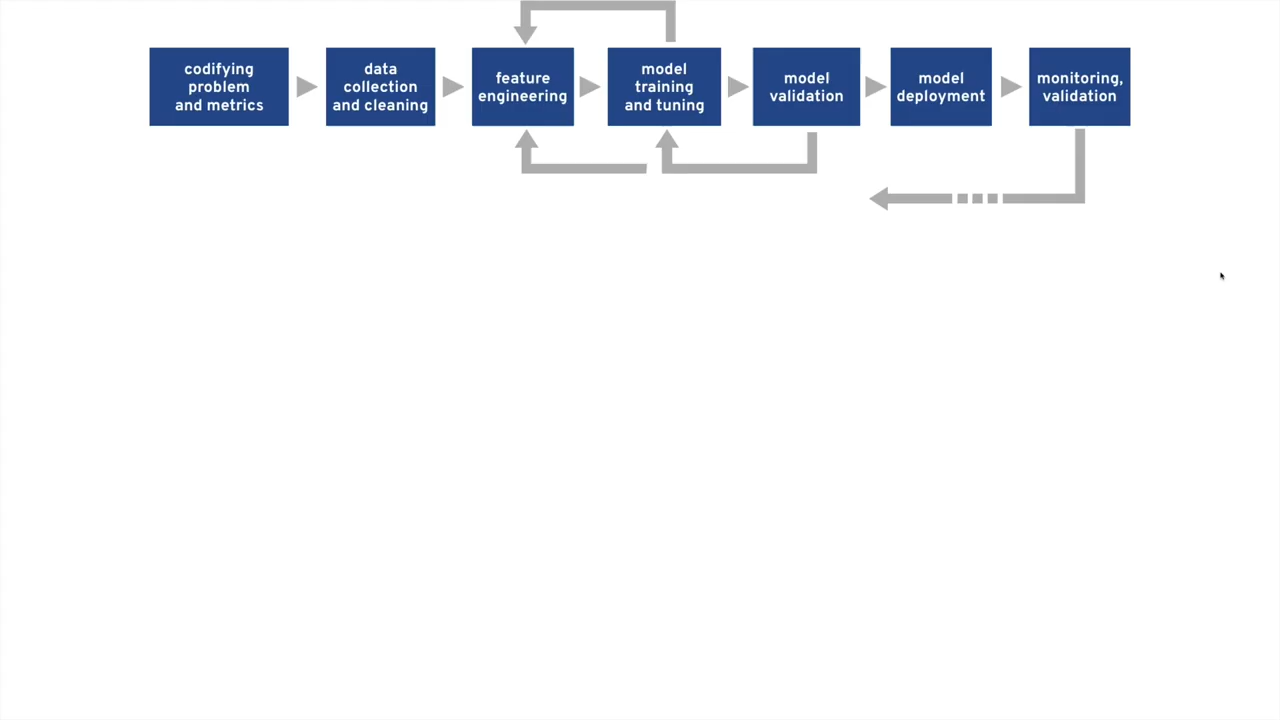 codifying
problem
and metrics
data
collection
and cleaning
feature
engineering
model
training
and tuning
model
validation
model
deployment
monitoring,
validation